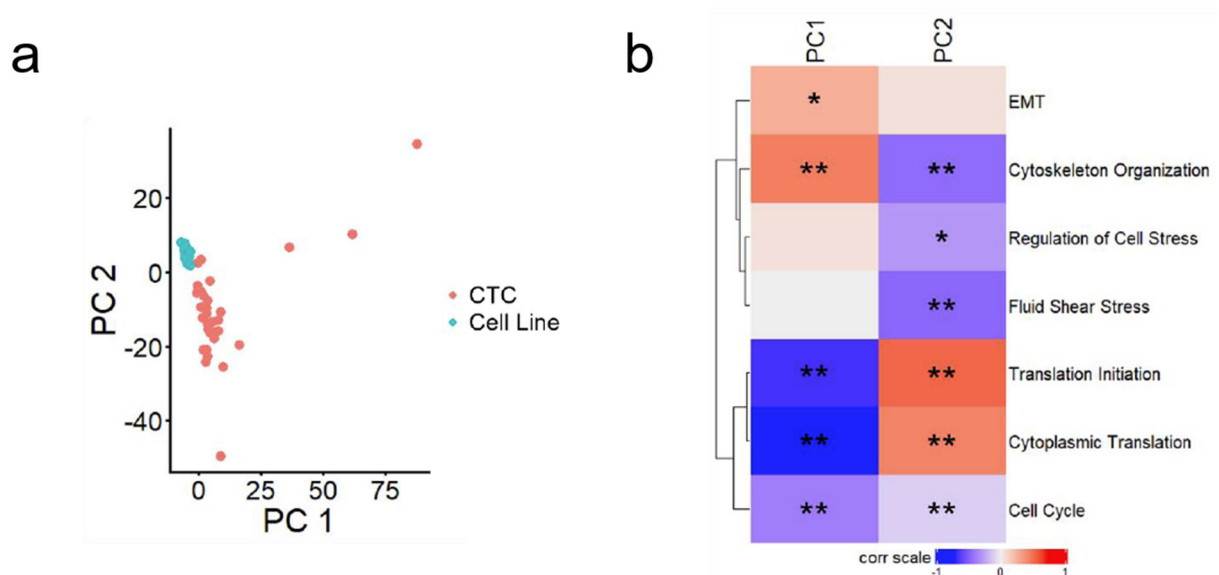 a
PC 2
20
0
-20
-40
0 25 50 75
PC 1
CTC
Cell Line
b
PC1 PC2
* EMT
** ** Cytoskeleton Organization
* Regulation of Cell Stress
** Fluid Shear Stress
** ** Translation Initiation
** ** Cytoplasmic Translation
** ** Cell Cycle
corr scale
-1 0 1